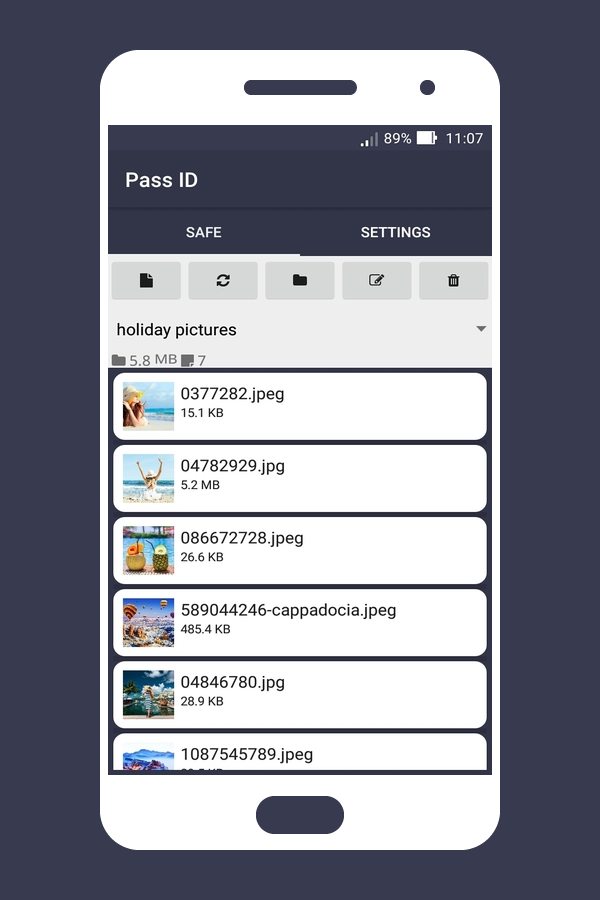 89% 11:07
Pass ID
SAFE SETTINGS
holiday pictures
5.8 MB 7
0377282.jpeg
15.1 KB
04782929.jpg
5.2 MB
086672728.jpeg
26.6 KB
589044246-cappadocia.jpeg
485.4 KB
04846780.jpg
28.9 KB
1087545789.jpeg